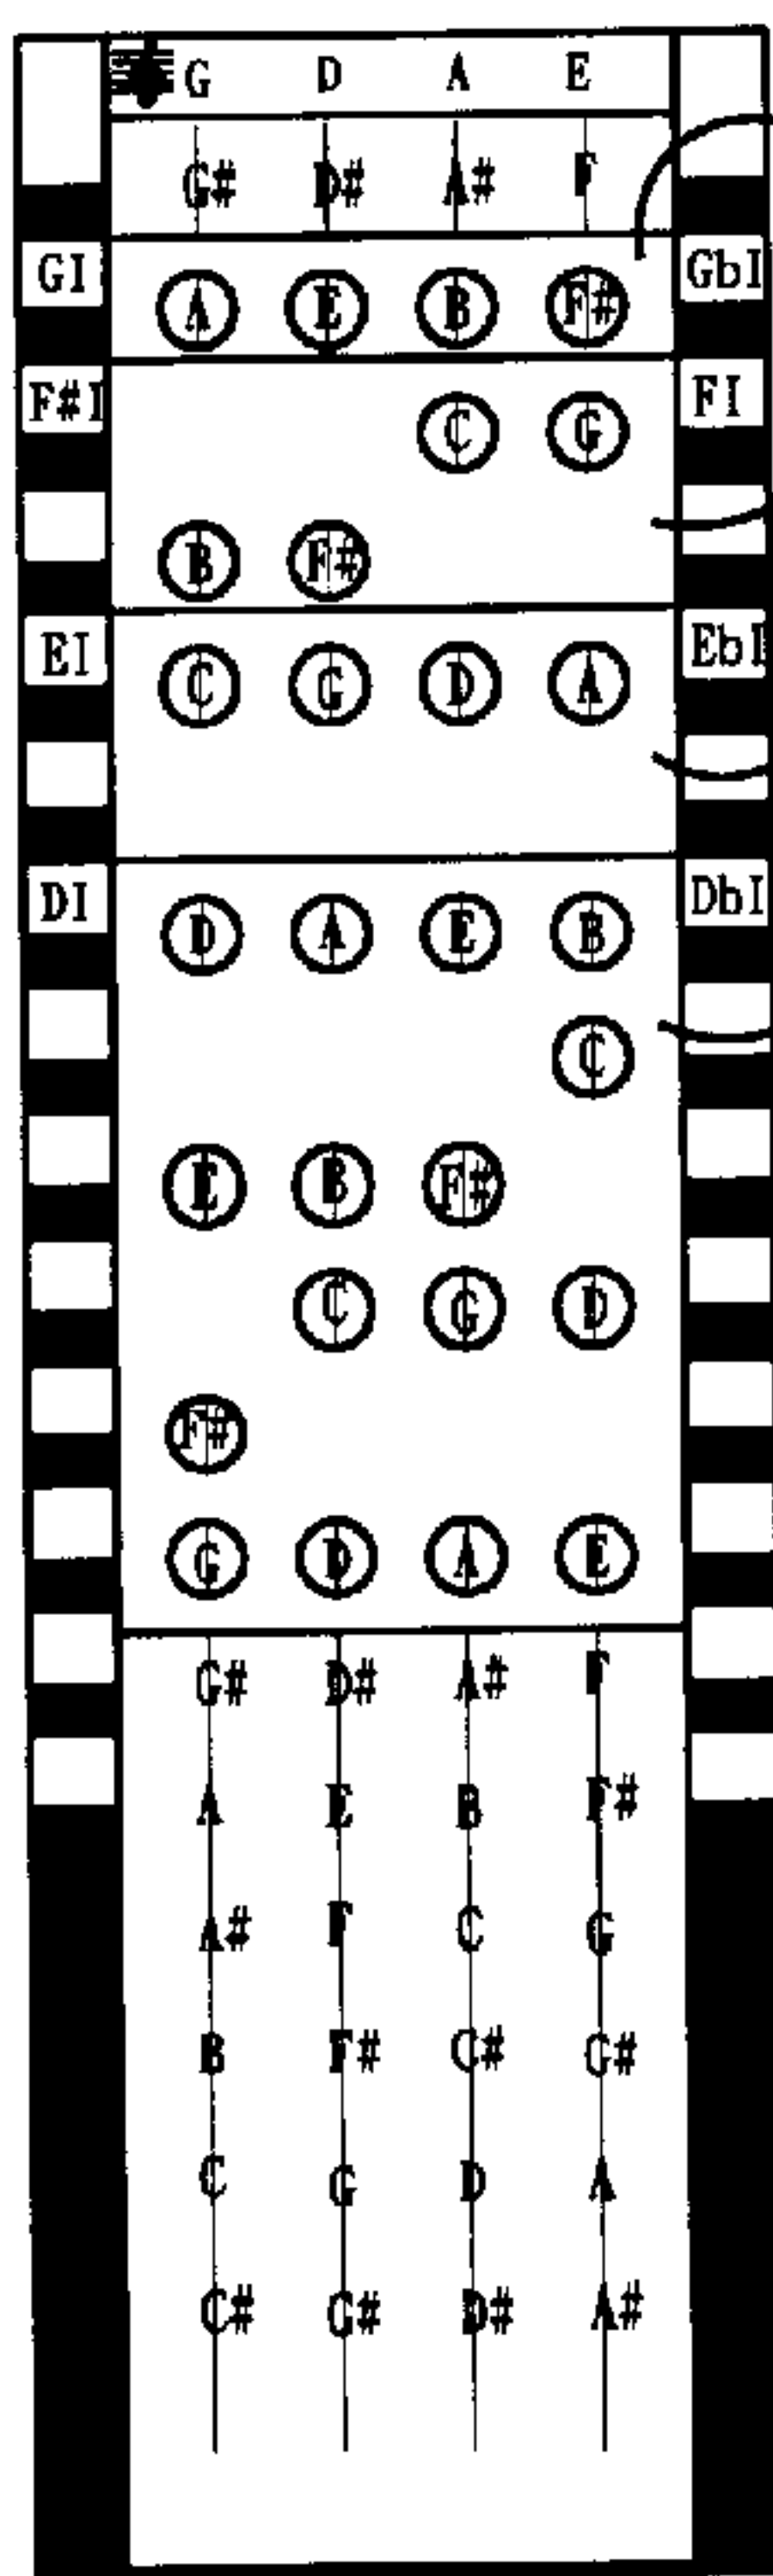 G D A E
G# D# A# F
GI A E B F# GbI
F#I C G FI
B F#
EI C G D A EbI
DI D A E B DbI
C
E B F#
C G D
F#
G D A E
G# D# A# F
A E B F#
A# F C G
B F# C# G#
C G D A
C# G# D# A#